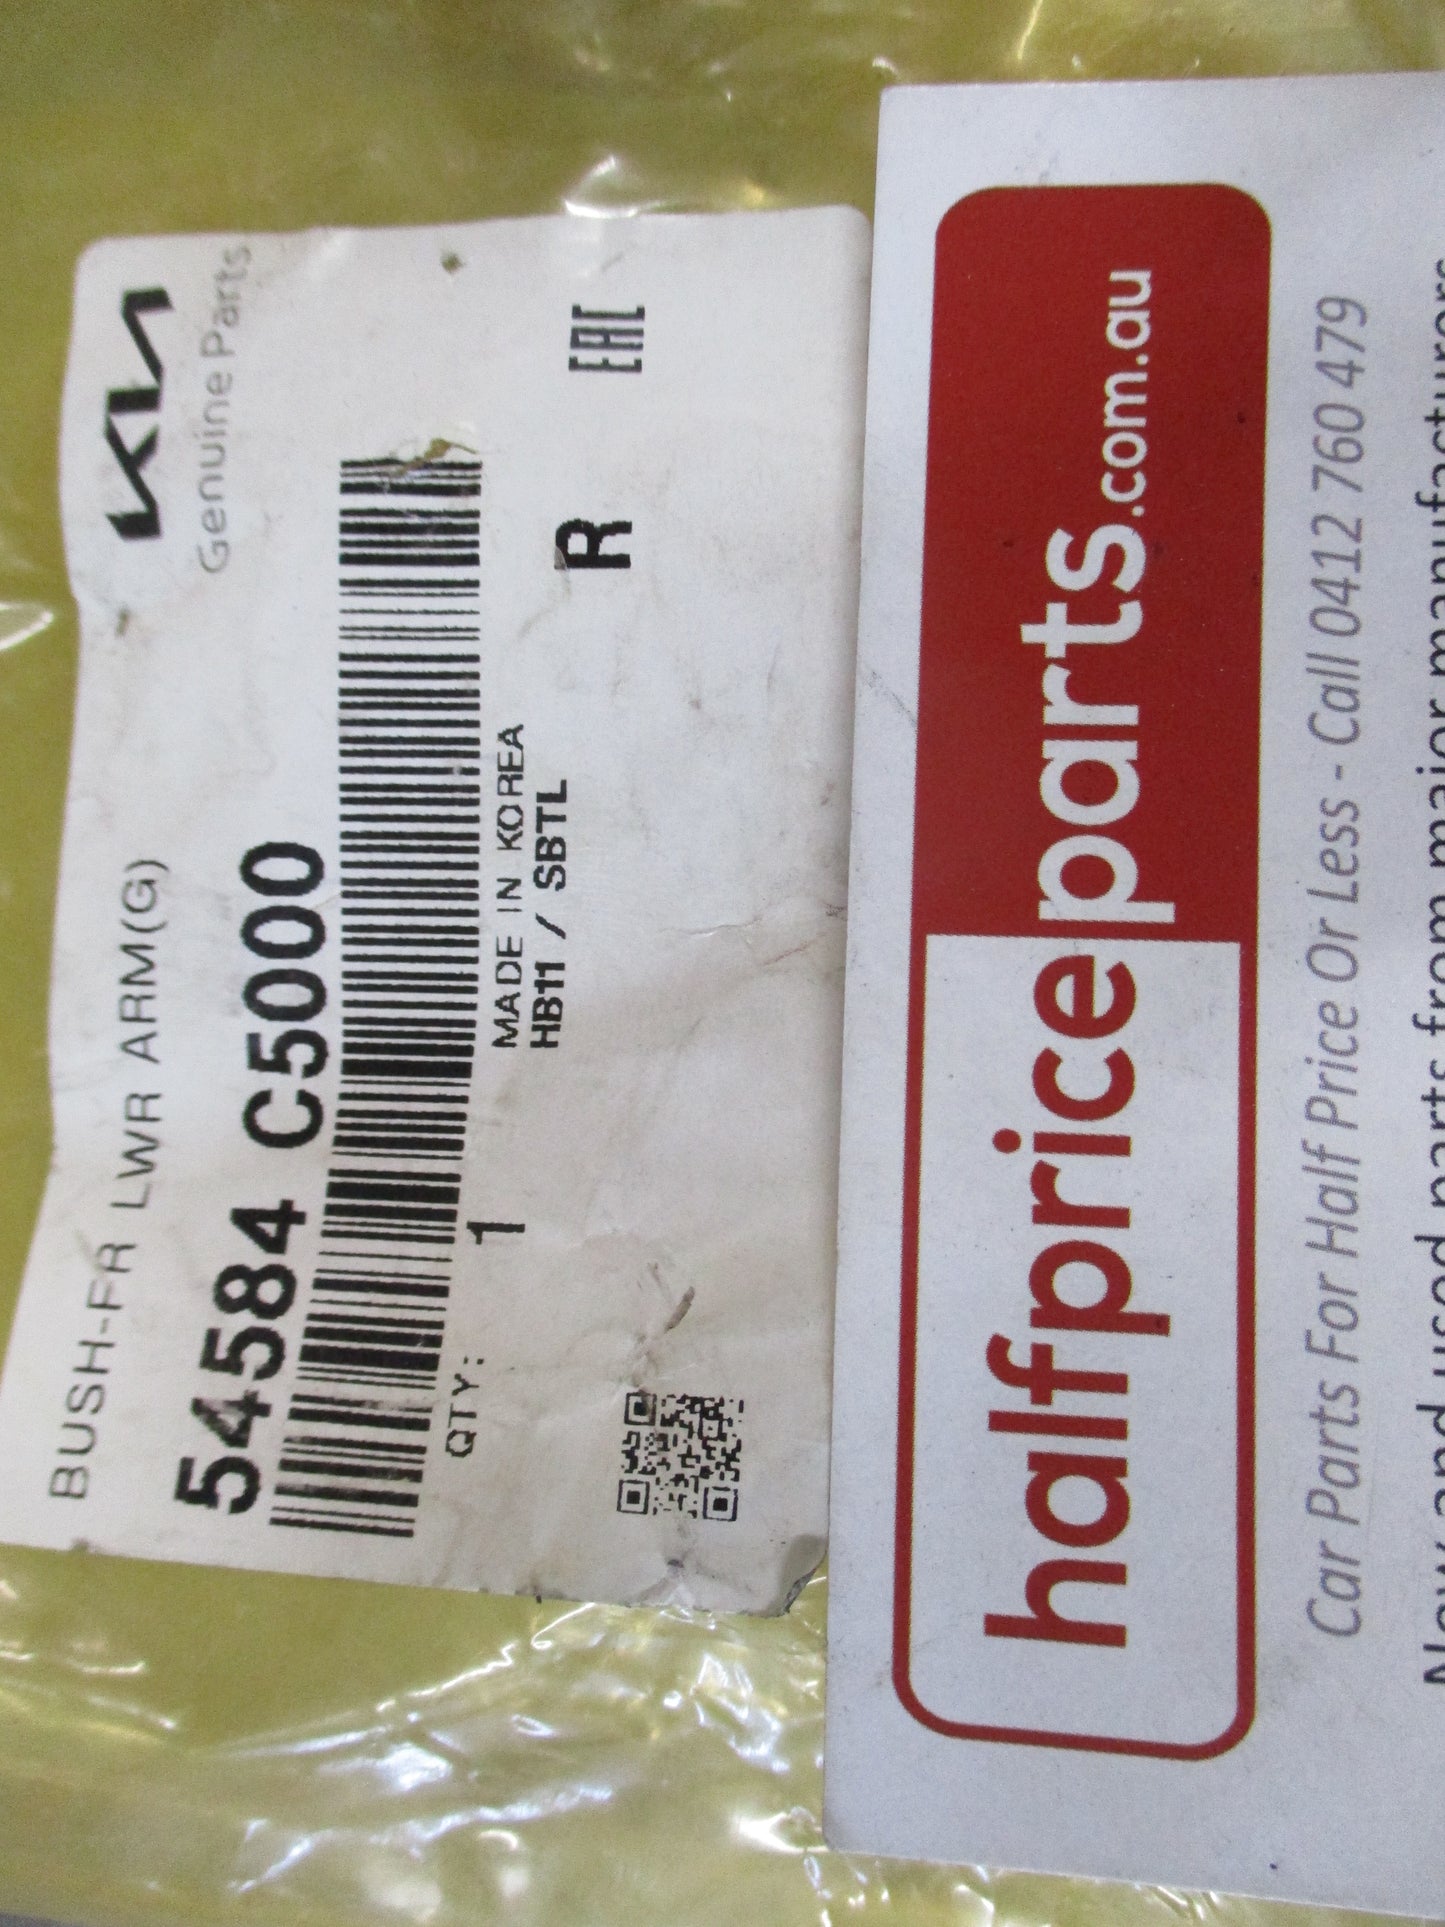 KIA
Genuine Parts
BUSH-FR LWR ARM(G)
54584 C5000
QTY: 1
MADE IN KOREA
HB11 / SBTL
R
EAC
halfpriceparts.com.au
Car Parts For Half Price Or Less - Call 0412 760 479